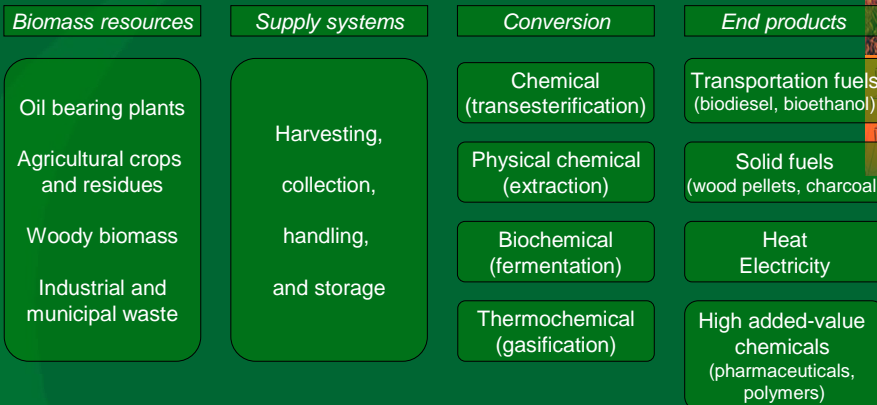 Biomass resources
Oil bearing plants
Agricultural crops
and residues
Woody biomass
Industrial and
municipal waste
Supply systems
Harvesting,
collection,
handling,
and storage
Conversion
Chemical
(transesterification)
Physical chemical
(extraction)
Biochemical
(fermentation)
Thermochemical
(gasification)
End products
Transportation fuels
(biodiesel, bioethanol)
Solid fuels
(wood pellets, charcoal
Heat
Electricity
High added-value
chemicals
(pharmaceuticals,
polymers)